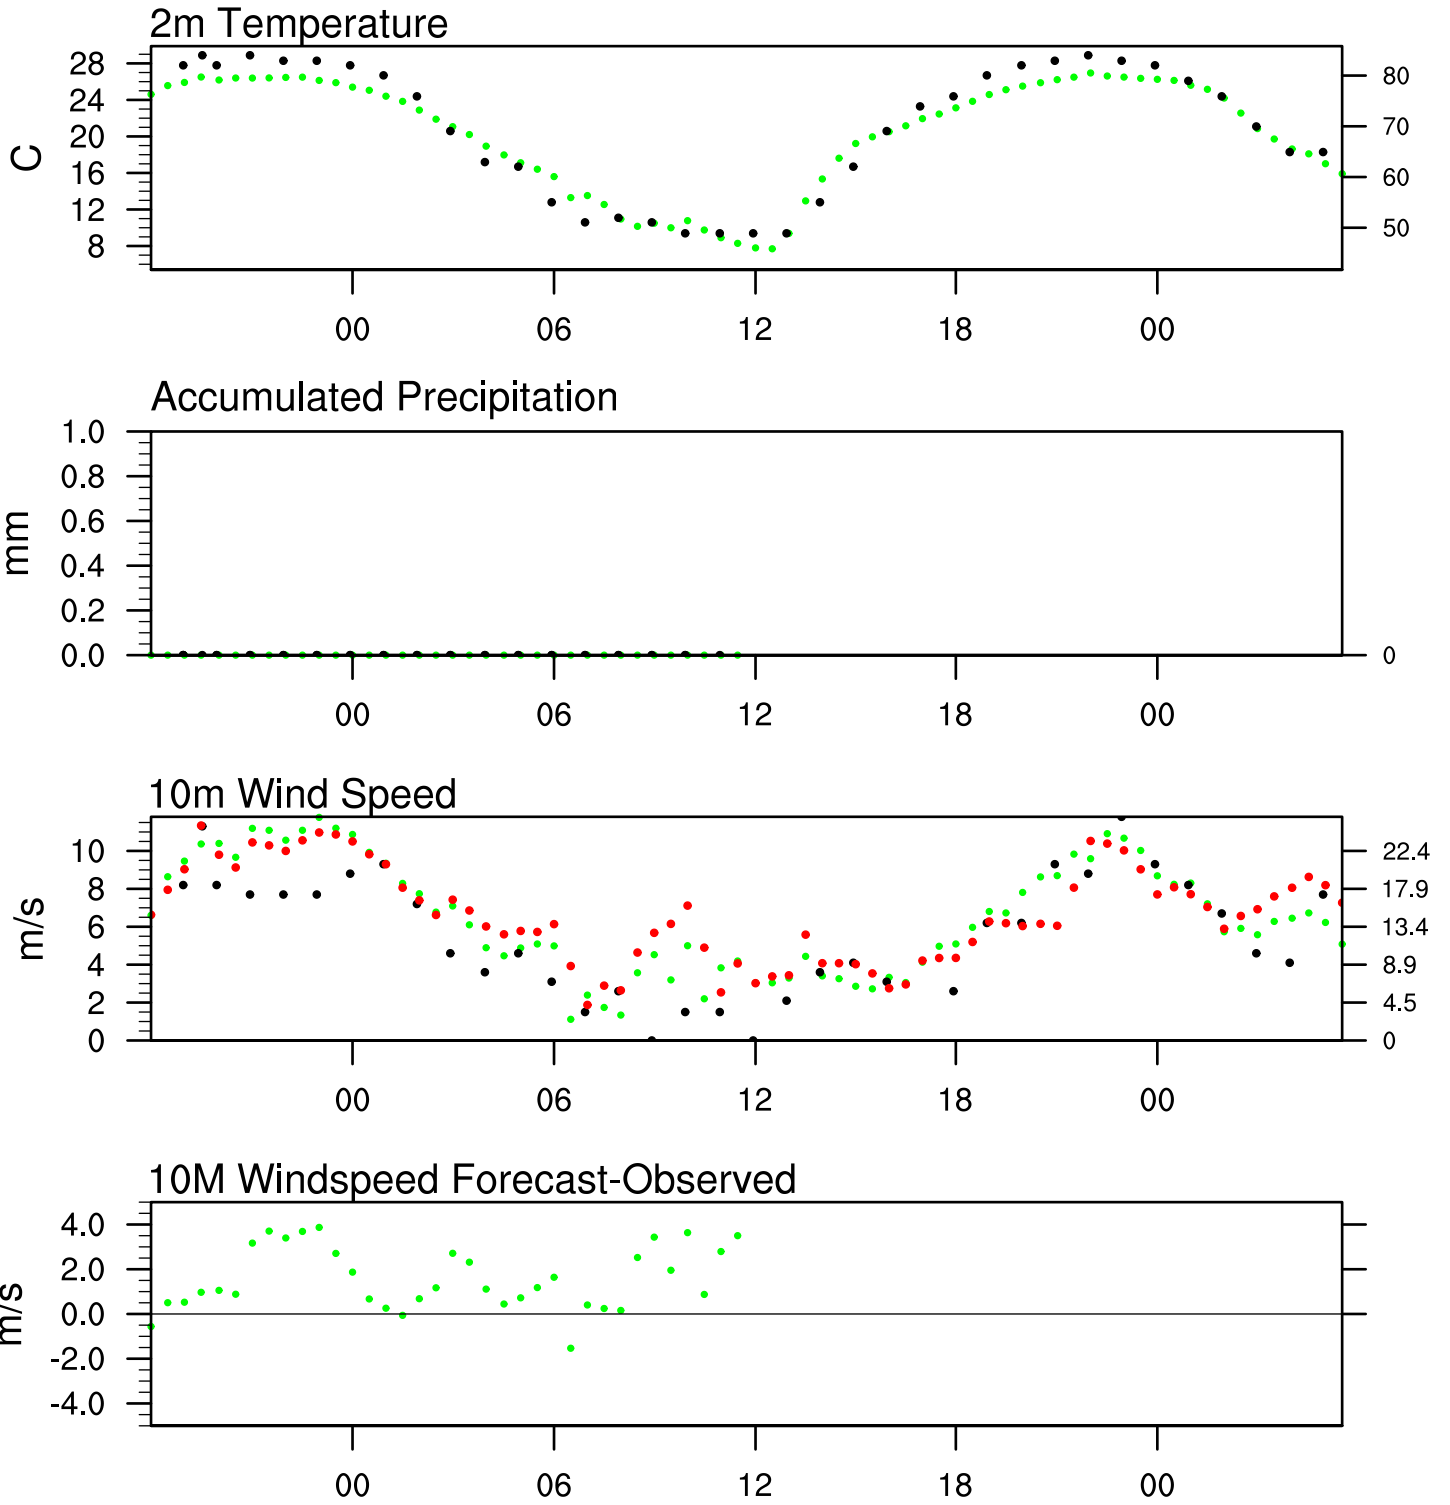 2m Temperature
28
24
20
16
12
8
C
80
70
60
50
00 06 12 18 00
Accumulated Precipitation
1.0
0.8
0.6
0.4
0.2
0.0
mm
0
00 06 12 18 00
10m Wind Speed
10
8
6
4
2
0
m/s
22.4
17.9
13.4
8.9
4.5
0
00 06 12 18 00
10M Windspeed Forecast-Observed
4.0
2.0
0.0
-2.0
-4.0
m/s
00 06 12 18 00